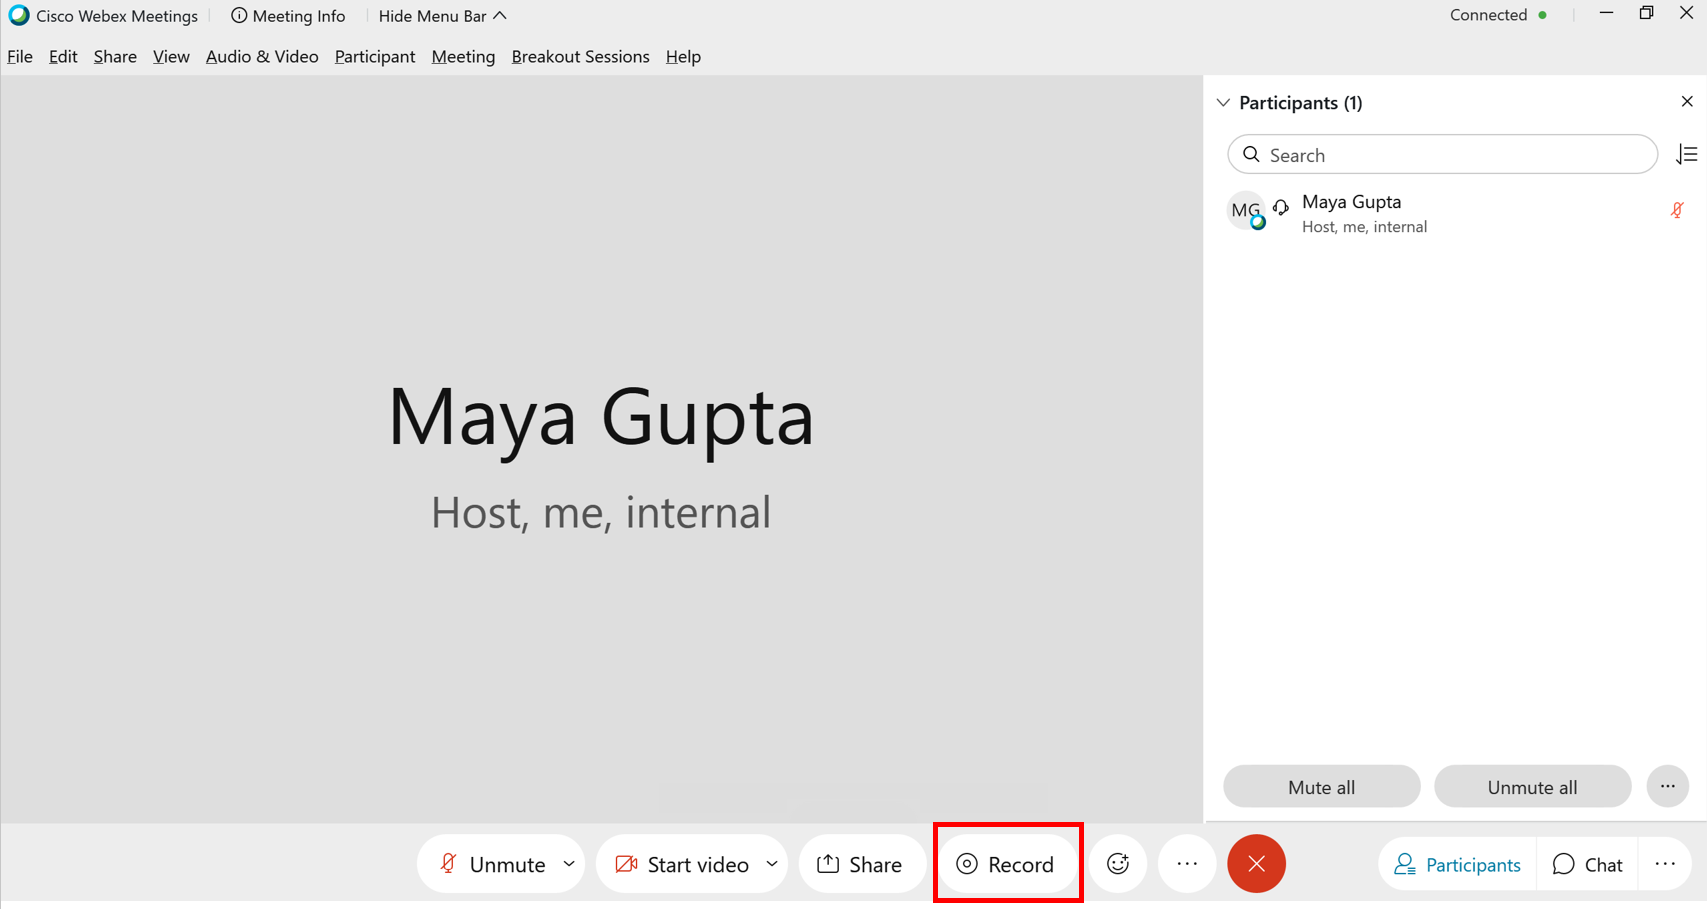 Cisco Webex Meetings Meeting Info Hide Menu Bar Connected
File Edit Share View Audio & Video Participant Meeting Breakout Sessions Help
Participants (1)
Search
MG Maya Gupta
Host, me, internal
Maya Gupta
Host, me, internal
Mute all Unmute all
Unmute Start video Share Record Participants Chat